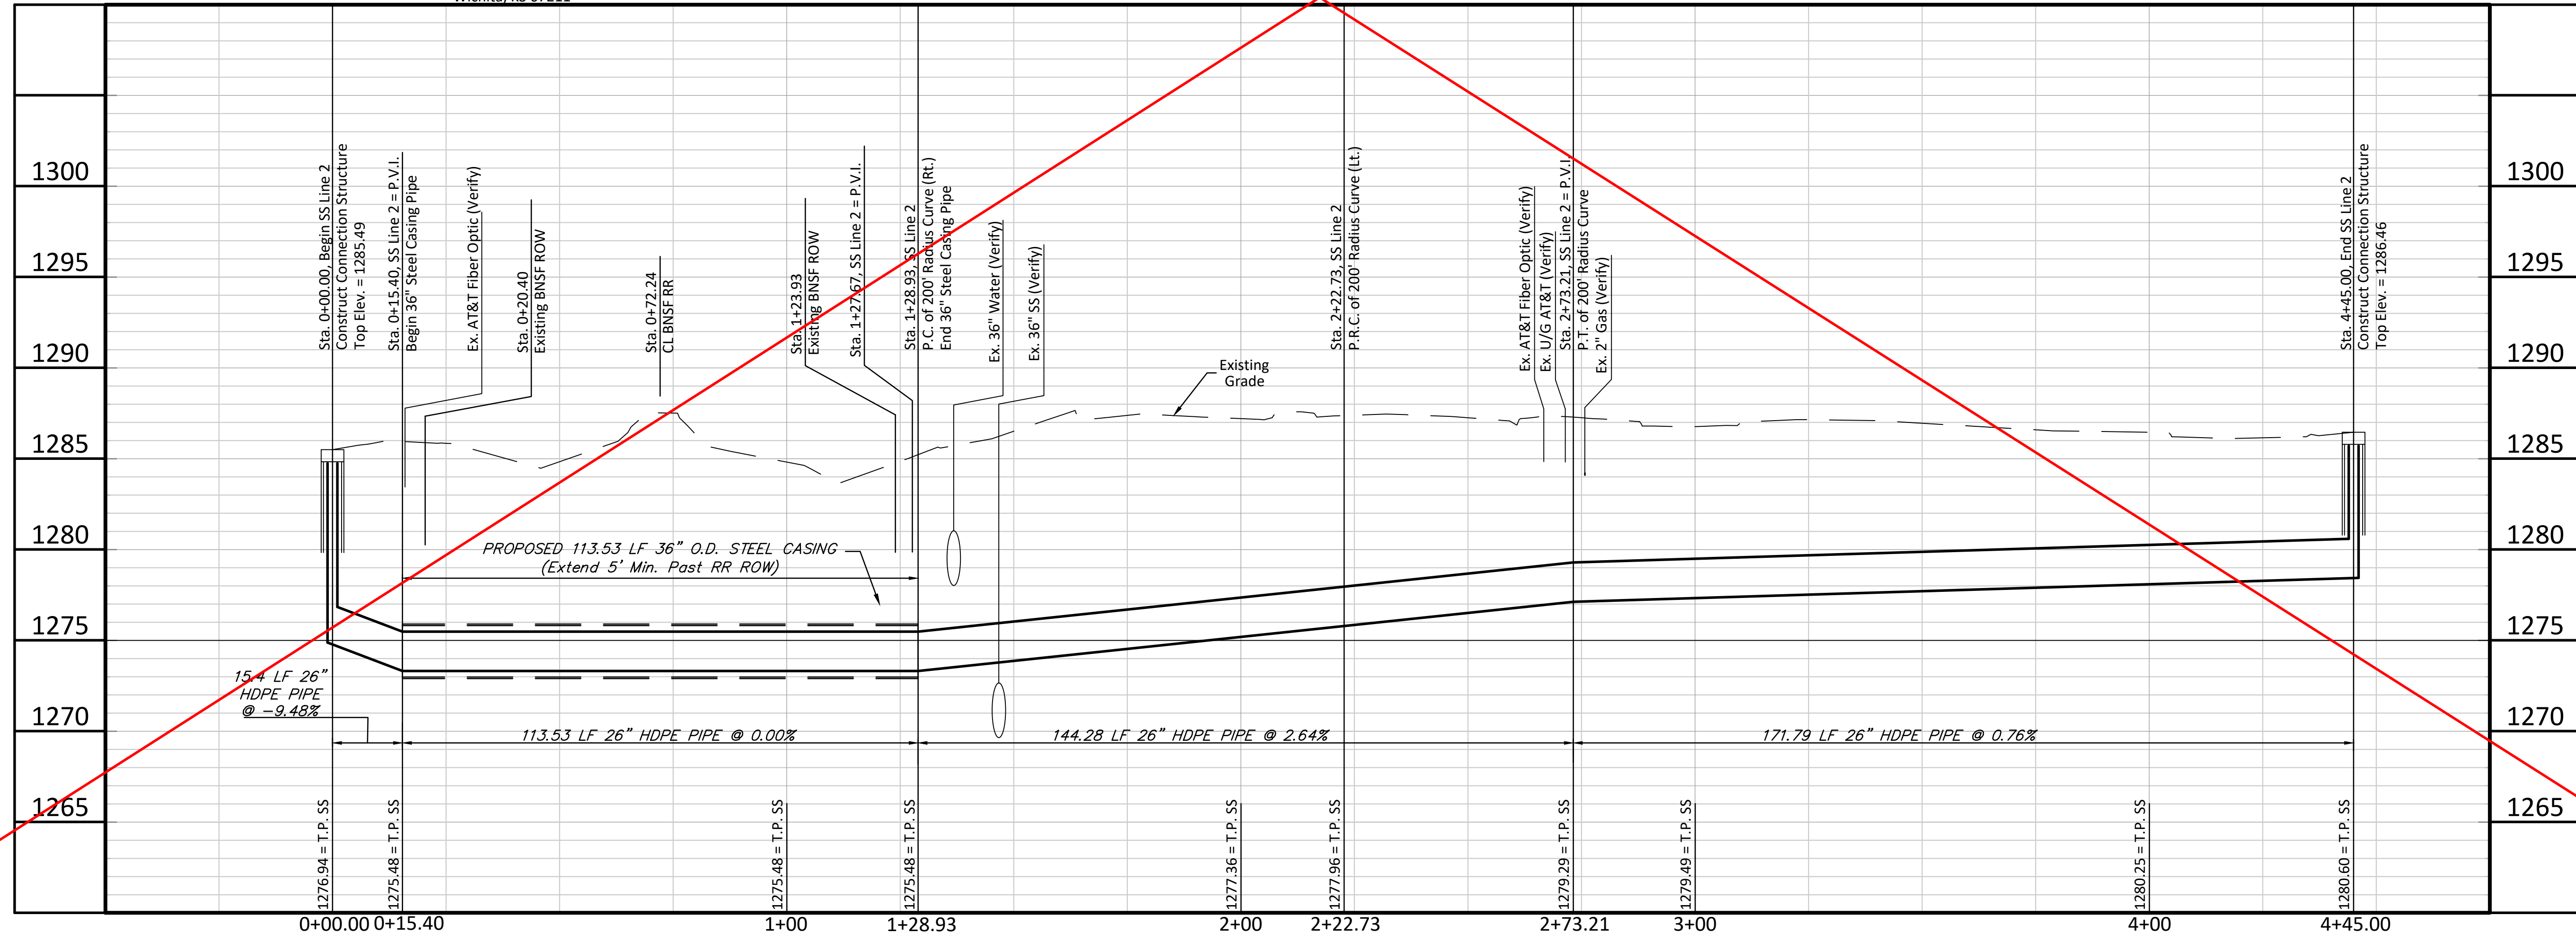 Wichita, KS 67211
1300
1295
1290
1285
1280
1275
1270
1265
1300
1295
1290
1285
1280
1275
1270
1265
Sta. 0+00.00, Begin SS Line 2
Construct Connection Structure
Top Elev. = 1285.49
Sta. 0+15.40, SS Line 2 = P.V.I.
Begin 36" Steel Casing Pipe
Ex. AT&T Fiber Optic (Verify)
Sta. 0+20.40
Existing BNSF ROW
Sta. 0+72.24
CL BNSF RR
Sta. 1+23.93
Existing BNSF ROW
Sta. 1+27.67, SS Line 2 = P.V.I.
Sta. 1+28.93, SS Line 2
P.C. of 200' Radius Curve (Rt.)
End 36" Steel Casing Pipe
Ex. 36" Water (Verify)
Ex. 36" SS (Verify)
Existing
Grade
Sta. 2+22.73, SS Line 2
P.R.C. of 200' Radius Curve (Lt.)
Ex. AT&T Fiber Optic (Verify)
Ex. U/G AT&T (Verify)
Sta. 2+73.21, SS Line 2 = P.V.I.
P.T. of 200' Radius Curve
Ex. 2" Gas (Verify)
Sta. 4+45.00, End SS Line 2
Construct Connection Structure
Top Elev. = 1286.46
PROPOSED 113.53 LF 36" O.D. STEEL CASING
(Extend 5' Min. Past RR ROW)
15.4 LF 26"
HDPE PIPE
@ -9.48%
113.53 LF 26" HDPE PIPE @ 0.00%
144.28 LF 26" HDPE PIPE @ 2.64%
171.79 LF 26" HDPE PIPE @ 0.76%
1276.94 = T.P. SS
1275.48 = T.P. SS
1275.48 = T.P. SS
1275.48 = T.P. SS
1277.36 = T.P. SS
1277.96 = T.P. SS
1279.29 = T.P. SS
1279.49 = T.P. SS
1280.25 = T.P. SS
1280.60 = T.P. SS
0+00.00 0+15.40 1+00 1+28.93 2+00 2+22.73 2+73.21 3+00 4+00 4+45.00